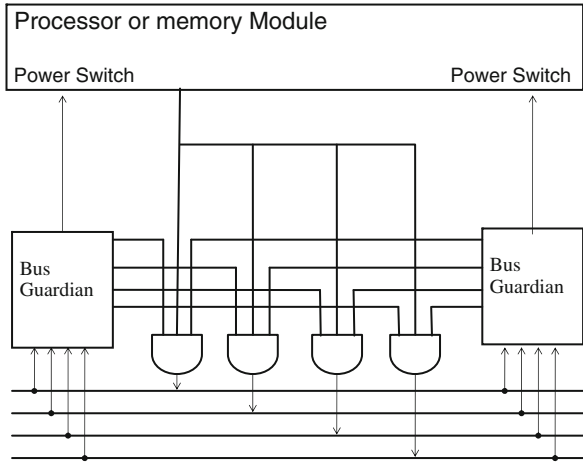 Processor or memory Module
Power Switch
Power Switch
Bus
Guardian
Bus
Guardian